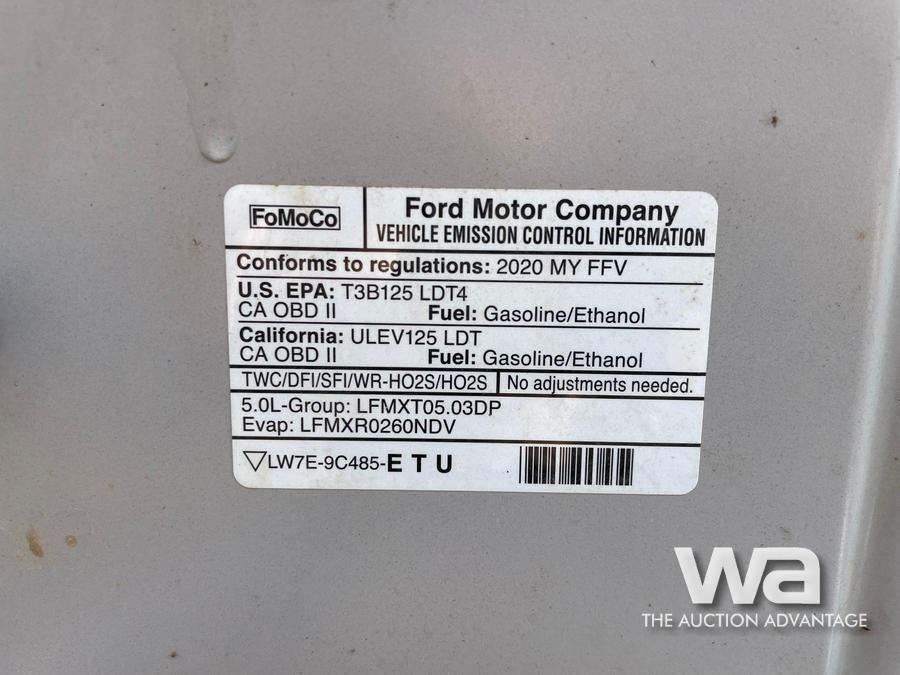 FoMoCo
Ford Motor Company
VEHICLE EMISSION CONTROL INFORMATION
Conforms to regulations: 2020 MY FFV
U.S. EPA: T3B125 LDT4
CA OBD II Fuel: Gasoline/Ethanol
California: ULEV125 LDT
CA OBD II Fuel: Gasoline/Ethanol
TWC/DFI/SFI/WR-HO2S/HO2S No adjustments needed.
5.0L-Group: LFMXT05.03DP
Evap: LFMXR0260NDV
LW7E-9C485-E T U
wa
THE AUCTION ADVANTAGE